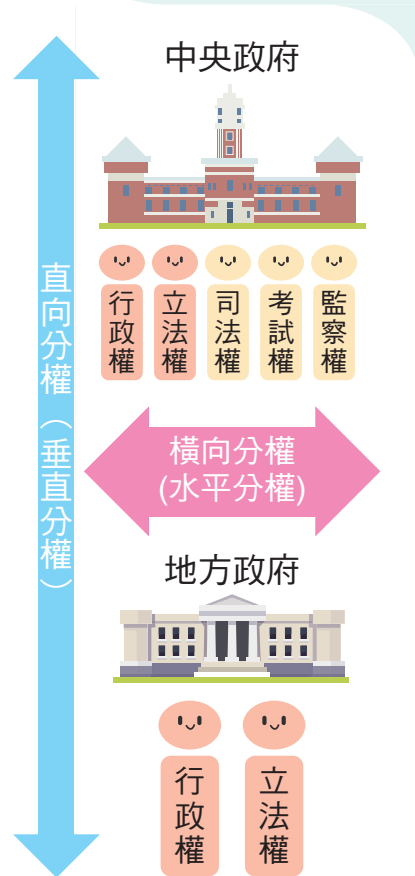 中央政府
行政權
立法權
司法權
考試權
監察權
直向分權（垂直分權）
橫向分權
(水平分權)
地方政府
行政權
立法權